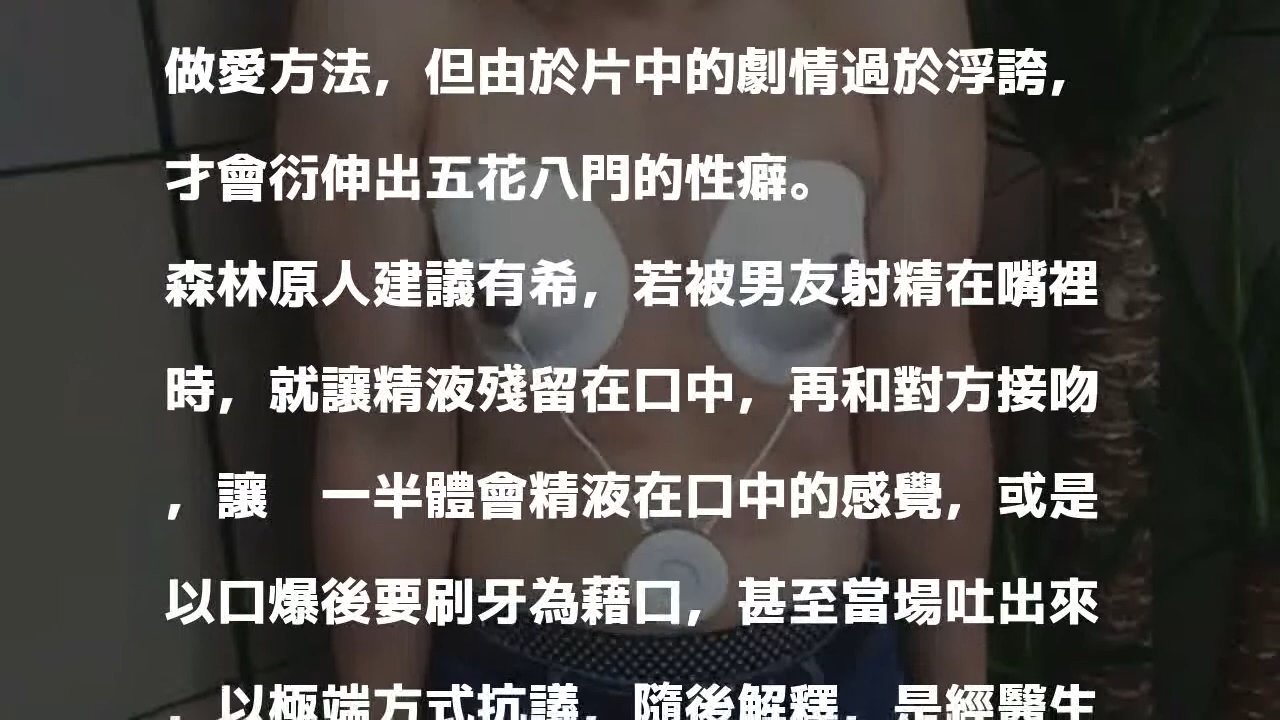 做愛方法，但由於片中的劇情過於浮誇，
才會衍伸出五花八門的性癖。
森林原人建議有希，若被男友射精在嘴裡
時，就讓精液殘留在口中，再和對方接吻
，讓　一半體會精液在口中的感覺，或是
以口爆後要刷牙為藉口，甚至當場吐出來
，以極端方式抗議，隨後解釋，是經醫生